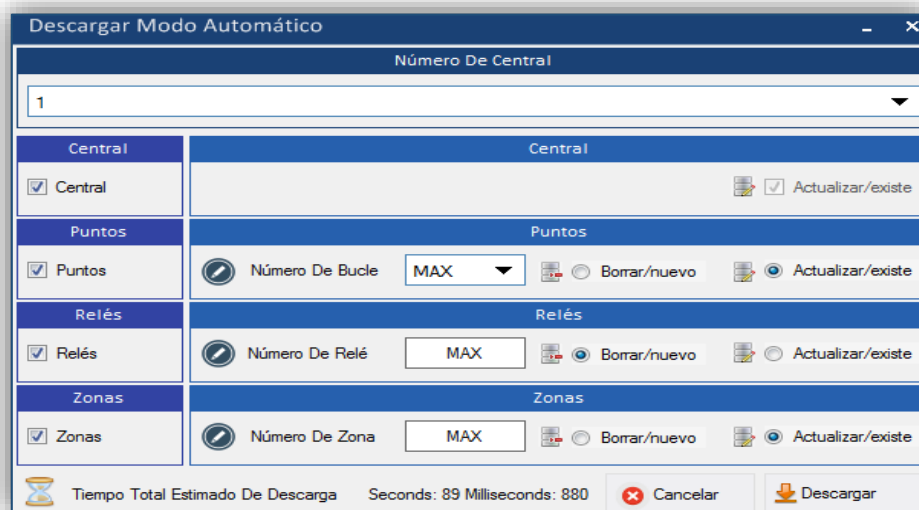 Descargar Modo Automático
Número De Central
1
Central Central
Central Actualizar/existe
Puntos Puntos
Puntos Número De Bucle MAX Borrar/nuevo Actualizar/existe
Relés Relés
Relés Número De Relé MAX Borrar/nuevo Actualizar/existe
Zonas Zonas
Zonas Número De Zona MAX Borrar/nuevo Actualizar/existe
Tiempo Total Estimado De Descarga Seconds: 89 Milliseconds: 880 Cancelar Descargar